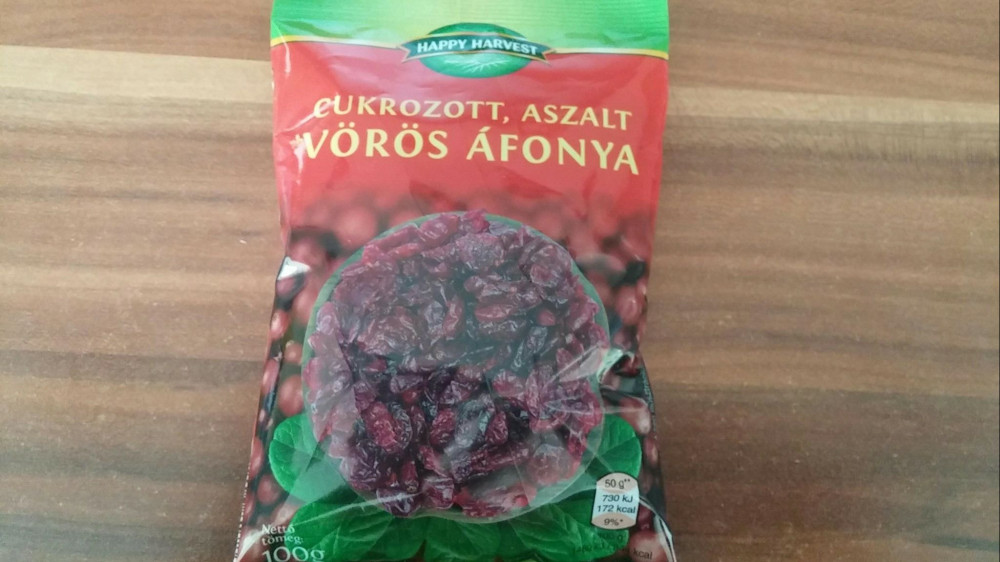 HAPPY HARVEST
CUKROZOTT, ASZALT
VÖRÖS ÁFONYA
50 g**
730 kJ
172 kcal
9%*
Nettó
tömeg:
100g
kcal